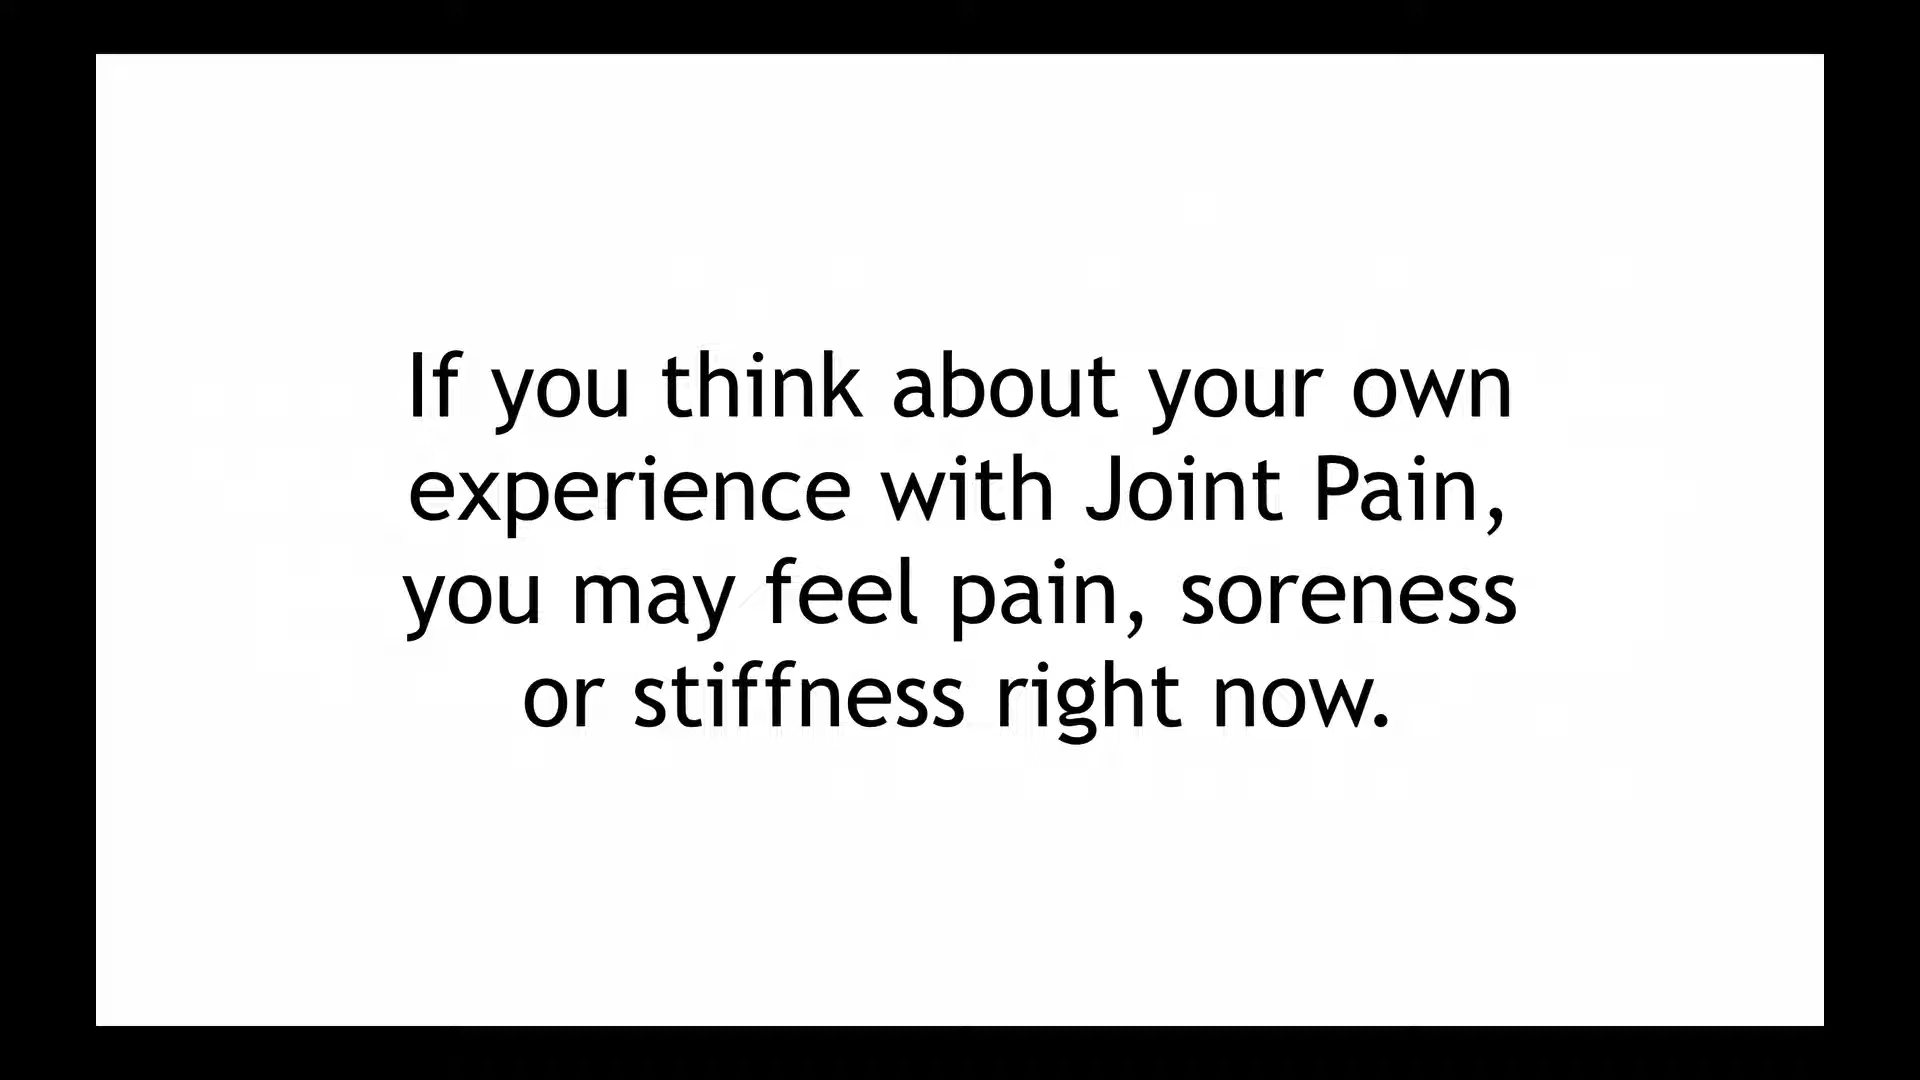 If you think about your own
experience with Joint Pain,
you may feel pain, soreness
or stiffness right now.